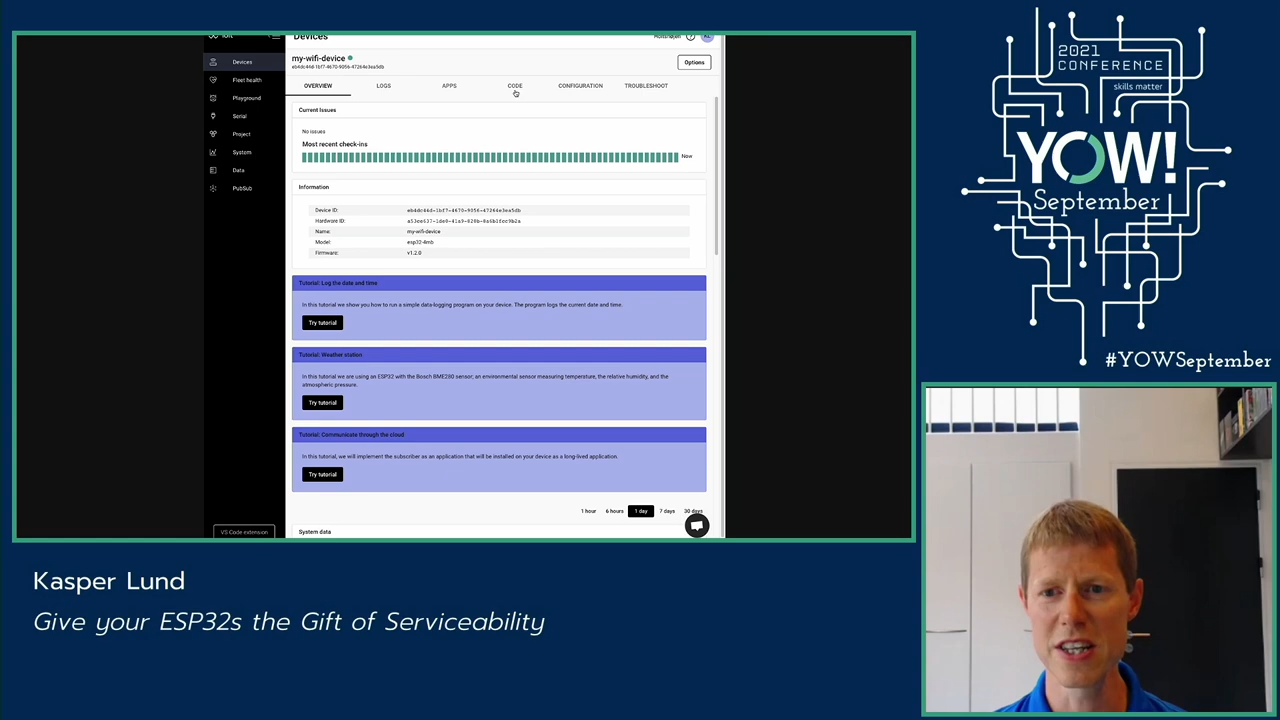 Devices
my-wifi-device
Options
OVERVIEW LOGS APPS CODE CONFIGURATION TROUBLESHOOT
Devices
Fleet health
Playground
Serial
Project
System
Data
PubSub
VS Code extension
Current Issues
No issues
Most recent check-ins
Now
Information
Device ID: eb4dc44d-1bf7-4670-9056-47264e3ea5db
Hardware ID:
Name: my-wifi-device
Model: esp32-4mb
Firmware: v1.2.0
Tutorial: Log the date and time
In this tutorial we show you how to run a simple data-logging program on your device. The program logs the current date and time.
Try tutorial
Tutorial: Weather station
In this tutorial we are using an ESP32 with the Bosch BME280 sensor; an environmental sensor measuring temperature, the relative humidity, and the
atmospheric pressure.
Try tutorial
Tutorial: Communicate through the cloud
In this tutorial, we will implement the subscriber as an application that will be installed on your device as a long-lived application.
Try tutorial
1 hour 6 hours 1 day 7 days 30 days
System data
2021
CONFERENCE
skills matter
YOW!
September
#YOWSeptember
Kasper Lund
Give your ESP32s the Gift of Serviceability